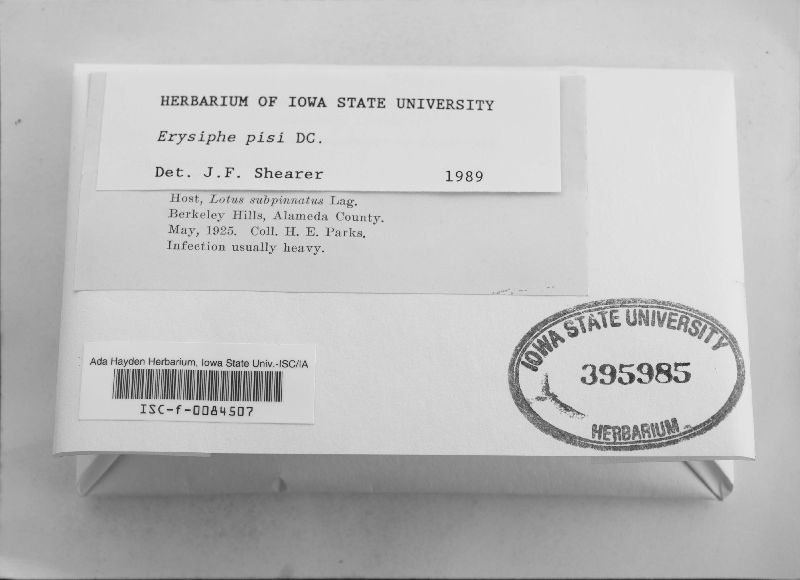 HERBARIUM OF IOWA STATE UNIVERSITY
Erysiphe pisi DC.
Det. J.F. Shearer 1989
Host, Lotus subpinnatus Lag.
Berkeley Hills, Alameda County.
May, 1925. Coll. H. E. Parks.
Infection usually heavy.
Ada Hayden Herbarium, Iowa State Univ.-ISC/IA
ISC-f-0084507
IOWA STATE UNIVERSITY
395985
HERBARIUM